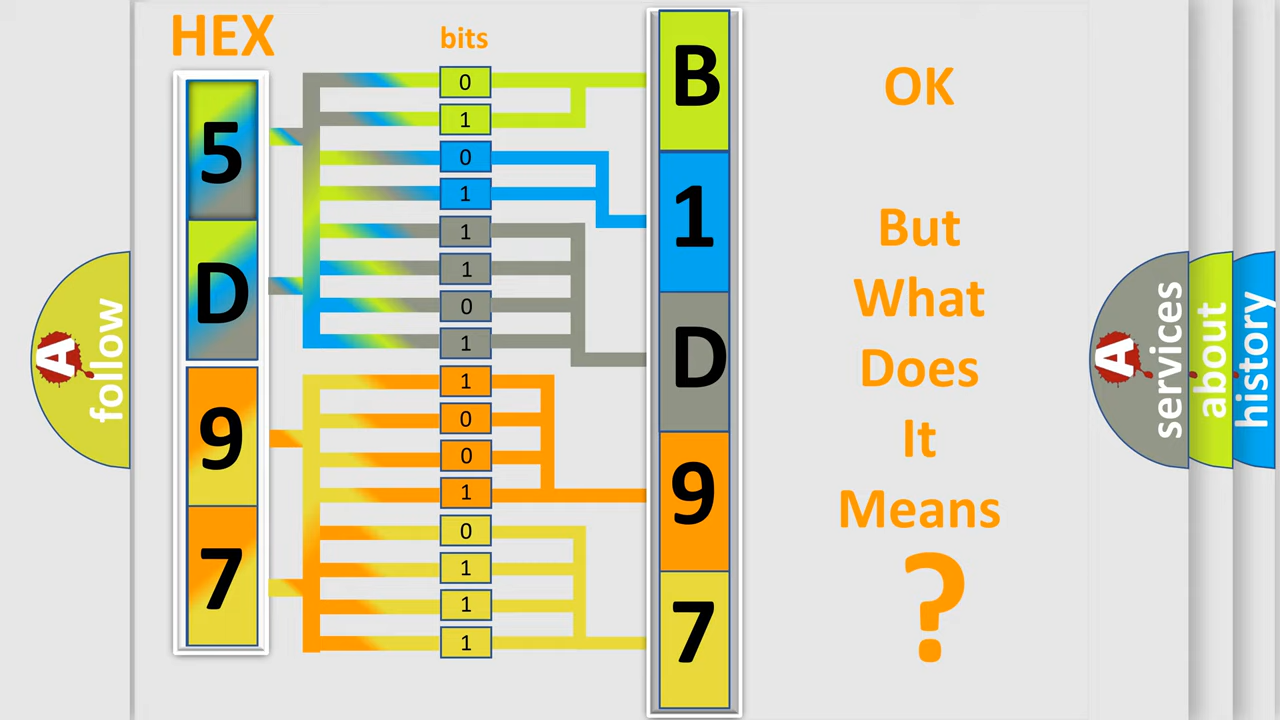 HEX
bits
5
D
9
7
0
1
0
1
1
1
0
1
1
0
0
1
0
1
1
1
B
1
D
9
7
OK
But
What
Does
It
Means
?
A
follow
A
services
about
history